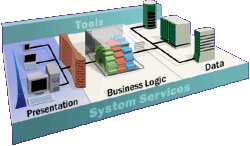 Tools
Data
Business Logic
Presentation
System Services